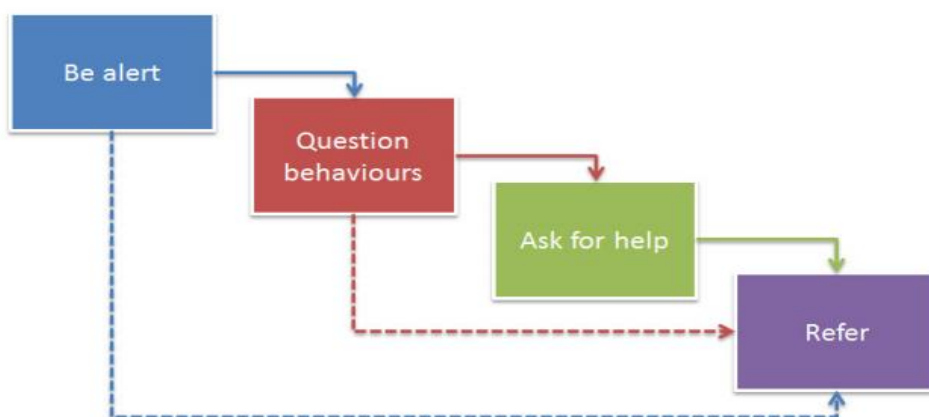 Be alert
Question
behaviours
Ask for help
Refer